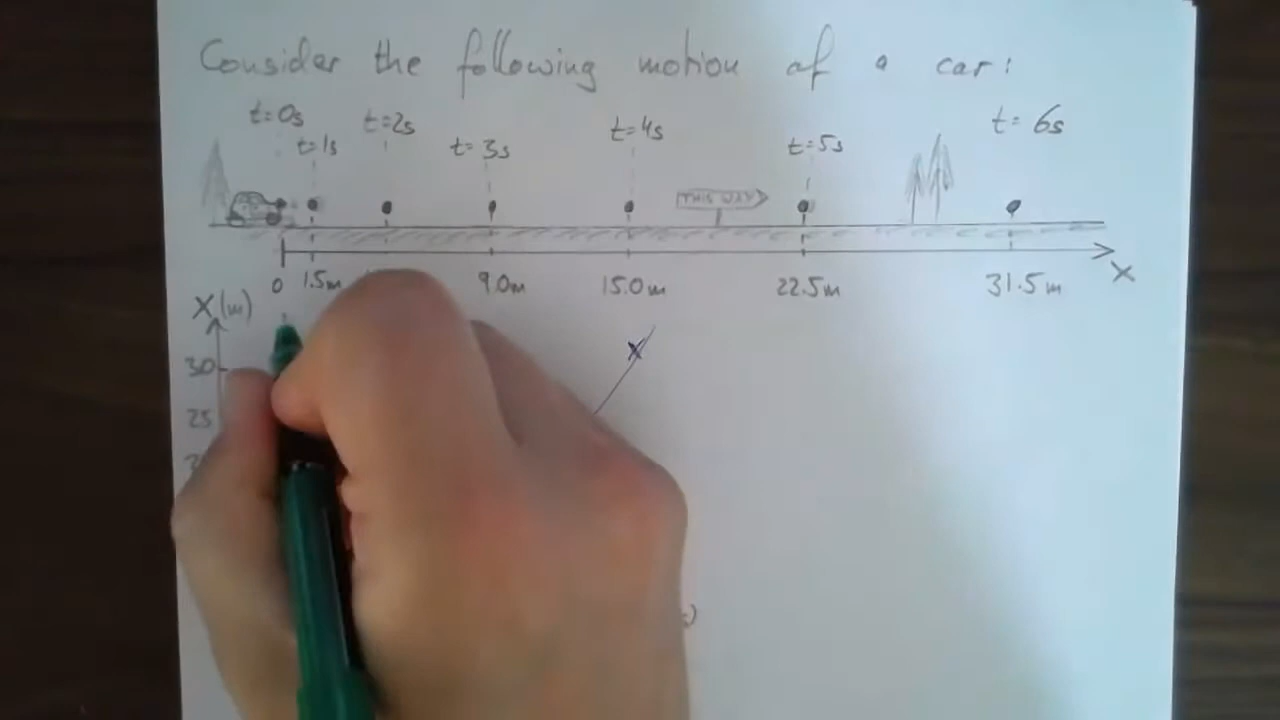 Consider the following motion of a car:
t=0s t=1s t=2s t=3s t=4s t=5s t=6s
THIS WAY
0 1.5m 9.0m 15.0m 22.5m 31.5m X
X(m)
30
25